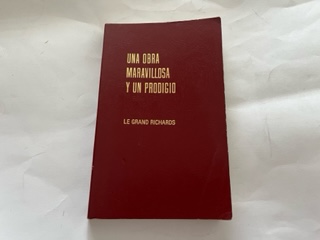 UNA OBRA
MARAVILLOSA
Y UN PRODIGIO
LE GRAND RICHARDS